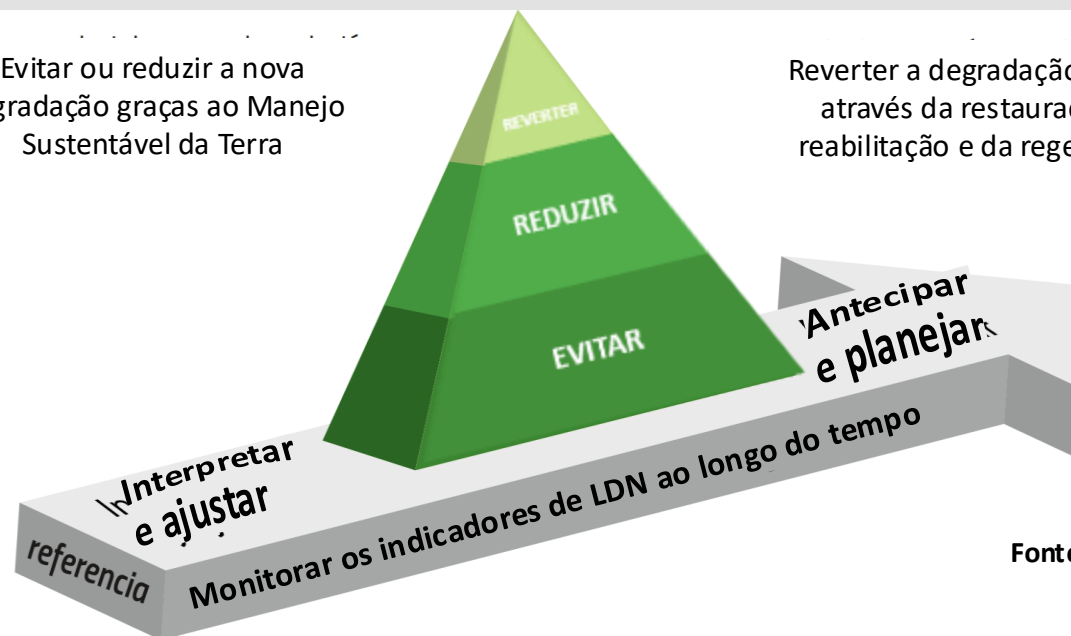 Evitar ou reduzir a nova
gradação graças ao Manejo
Sustentável da Terra
Reverter a degradação
através da restaura
reabilitação e da rege
REVERTER
REDUZIR
EVITAR
Antecipar
e planejar
Interpretar
e ajustar
Monitorar os indicadores de LDN ao longo do tempo
referencia
Fonte